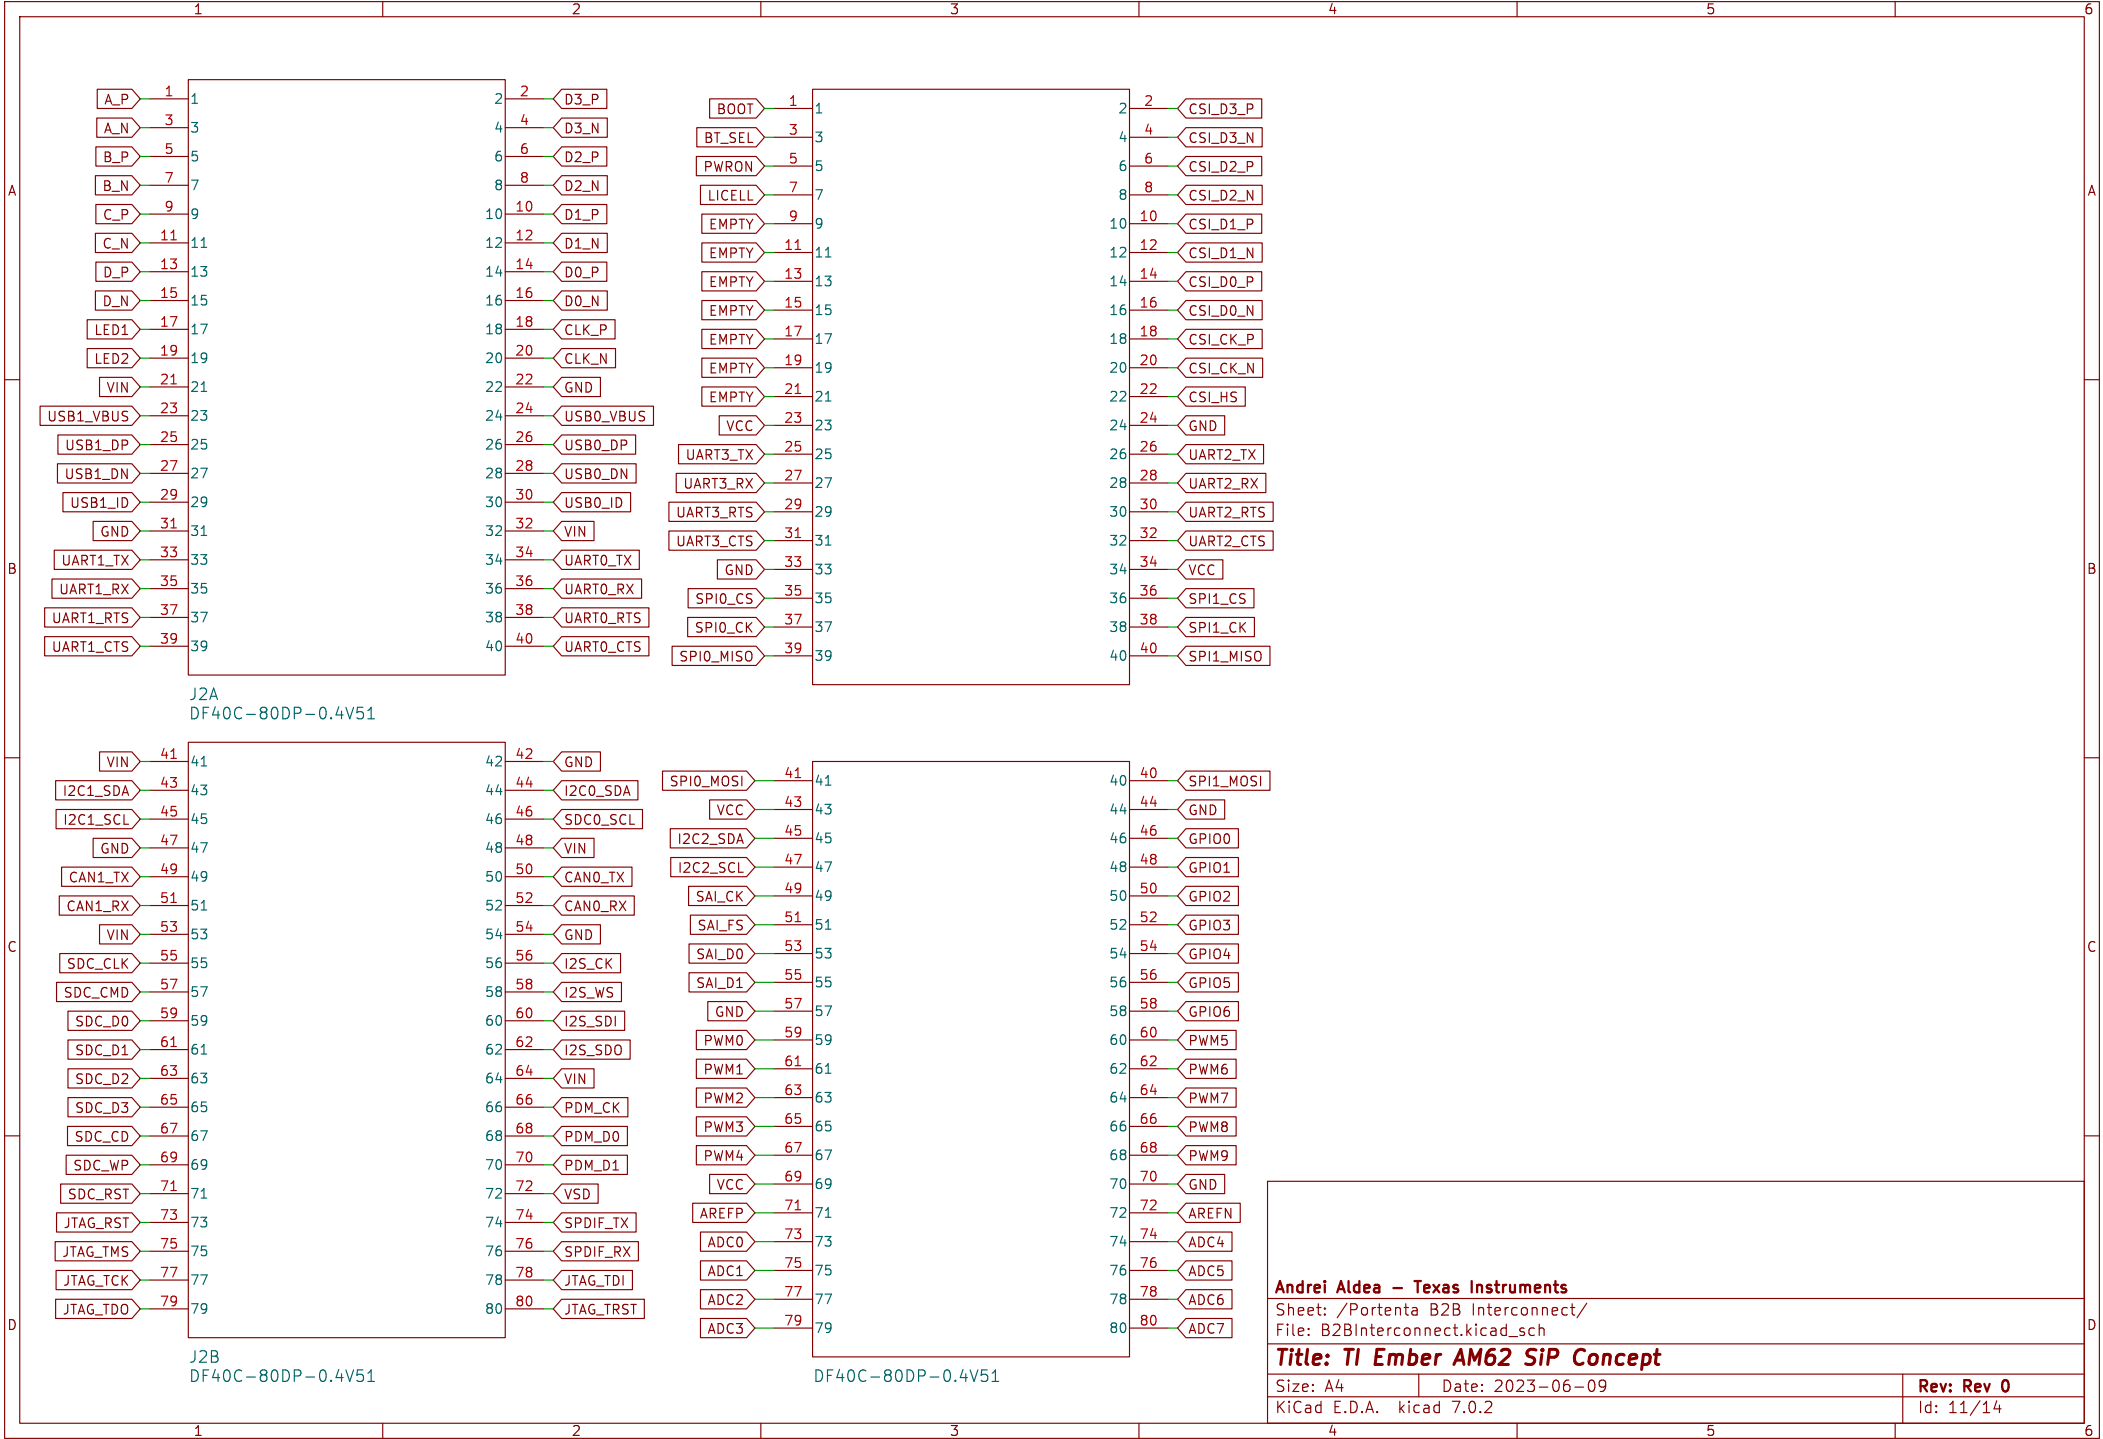 1 2 3 4 5 6
A_P 1 1 2 2 D3_P
A_N 3 3 4 4 D3_N
B_P 5 5 6 6 D2_P
B_N 7 7 8 8 D2_N
C_P 9 9 10 10 D1_P
C_N 11 11 12 12 D1_N
D_P 13 13 14 14 D0_P
D_N 15 15 16 16 D0_N
LED1 17 17 18 18 CLK_P
LED2 19 19 20 20 CLK_N
VIN 21 21 22 22 GND
USB1_VBUS 23 23 24 24 USB0_VBUS
USB1_DP 25 25 26 26 USB0_DP
USB1_DN 27 27 28 28 USB0_DN
USB1_ID 29 29 30 30 USB0_ID
GND 31 31 32 32 VIN
UART1_TX 33 33 34 34 UART0_TX
UART1_RX 35 35 36 36 UART0_RX
UART1_RTS 37 37 38 38 UART0_RTS
UART1_CTS 39 39 40 40 UART0_CTS
J2A
DF40C-80DP-0.4V51
BOOT 1 1 2 2 CSI_D3_P
BT_SEL 3 3 4 4 CSI_D3_N
PWRON 5 5 6 6 CSI_D2_P
LICELL 7 7 8 8 CSI_D2_N
EMPTY 9 9 10 10 CSI_D1_P
EMPTY 11 11 12 12 CSI_D1_N
EMPTY 13 13 14 14 CSI_D0_P
EMPTY 15 15 16 16 CSI_D0_N
EMPTY 17 17 18 18 CSI_CK_P
EMPTY 19 19 20 20 CSI_CK_N
EMPTY 21 21 22 22 CSI_HS
VCC 23 23 24 24 GND
UART3_TX 25 25 26 26 UART2_TX
UART3_RX 27 27 28 28 UART2_RX
UART3_RTS 29 29 30 30 UART2_RTS
UART3_CTS 31 31 32 32 UART2_CTS
GND 33 33 34 34 VCC
SPI0_CS 35 35 36 36 SPI1_CS
SPI0_CK 37 37 38 38 SPI1_CK
SPI0_MISO 39 39 40 40 SPI1_MISO
VIN 41 41 42 42 GND
I2C1_SDA 43 43 44 44 I2C0_SDA
I2C1_SCL 45 45 46 46 SDC0_SCL
GND 47 47 48 48 VIN
CAN1_TX 49 49 50 50 CAN0_TX
CAN1_RX 51 51 52 52 CAN0_RX
VIN 53 53 54 54 GND
SDC_CLK 55 55 56 56 I2S_CK
SDC_CMD 57 57 58 58 I2S_WS
SDC_D0 59 59 60 60 I2S_SDI
SDC_D1 61 61 62 62 I2S_SDO
SDC_D2 63 63 64 64 VIN
SDC_D3 65 65 66 66 PDM_CK
SDC_CD 67 67 68 68 PDM_D0
SDC_WP 69 69 70 70 PDM_D1
SDC_RST 71 71 72 72 VSD
JTAG_RST 73 73 74 74 SPDIF_TX
JTAG_TMS 75 75 76 76 SPDIF_RX
JTAG_TCK 77 77 78 78 JTAG_TDI
JTAG_TDO 79 79 80 80 JTAG_TRST
J2B
DF40C-80DP-0.4V51
SPI0_MOSI 41 41 40 40 SPI1_MOSI
VCC 43 43 44 44 GND
I2C2_SDA 45 45 46 46 GPIO0
I2C2_SCL 47 47 48 48 GPIO1
SAI_CK 49 49 50 50 GPIO2
SAI_FS 51 51 52 52 GPIO3
SAI_D0 53 53 54 54 GPIO4
SAI_D1 55 55 56 56 GPIO5
GND 57 57 58 58 GPIO6
PWM0 59 59 60 60 PWM5
PWM1 61 61 62 62 PWM6
PWM2 63 63 64 64 PWM7
PWM3 65 65 66 66 PWM8
PWM4 67 67 68 68 PWM9
VCC 69 69 70 70 GND
AREFP 71 71 72 72 AREFN
ADC0 73 73 74 74 ADC4
ADC1 75 75 76 76 ADC5
ADC2 77 77 78 78 ADC6
ADC3 79 79 80 80 ADC7
DF40C-80DP-0.4V51
A A
B B
C C
D D
Andrei Aldea – Texas Instruments
Sheet: /Portenta B2B Interconnect/
File: B2BInterconnect.kicad_sch
Title: TI Ember AM62 SiP Concept
Size: A4 Date: 2023-06-09 Rev: Rev 0
KiCad E.D.A. kicad 7.0.2 Id: 11/14
1 2 3 4 5 6